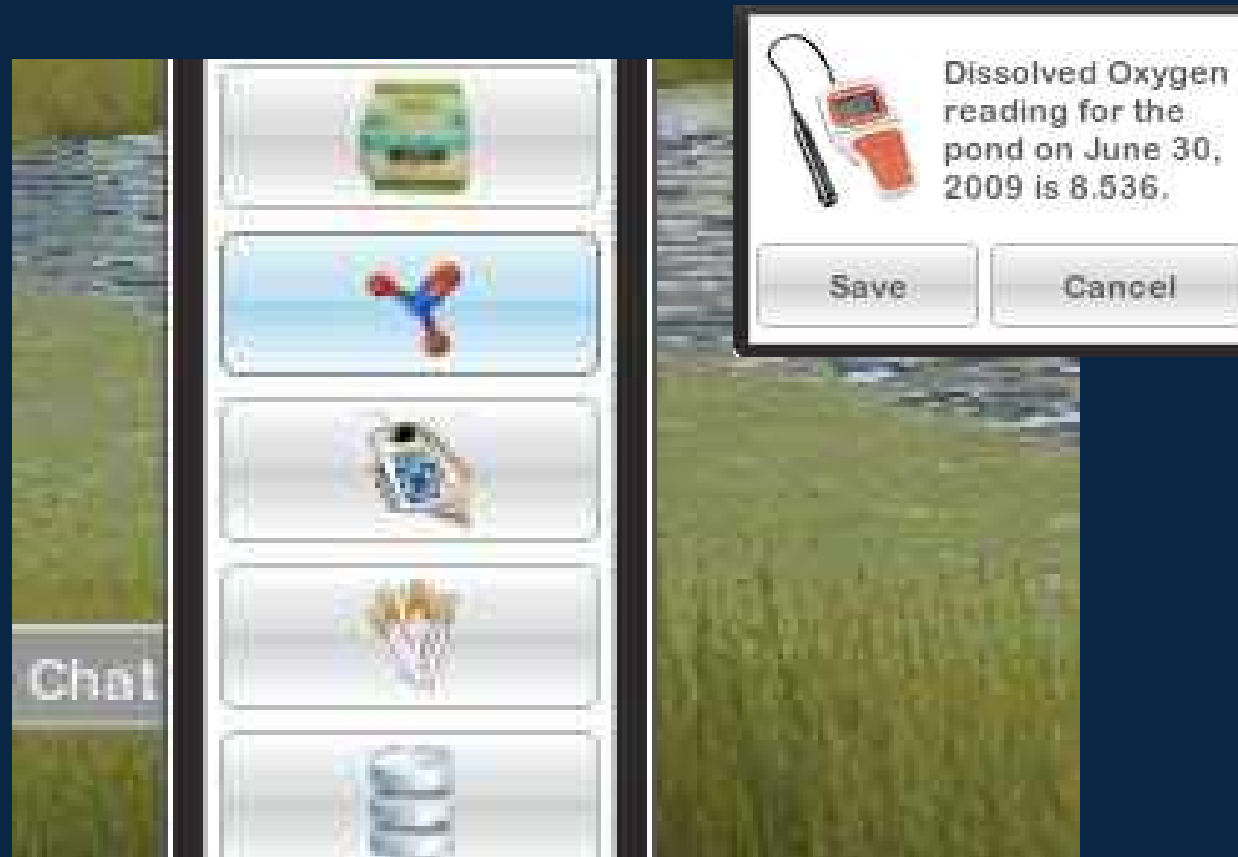 Dissolved Oxygen
reading for the
pond on June 30,
2009 is 8.536.
Save
Cancel
Chat